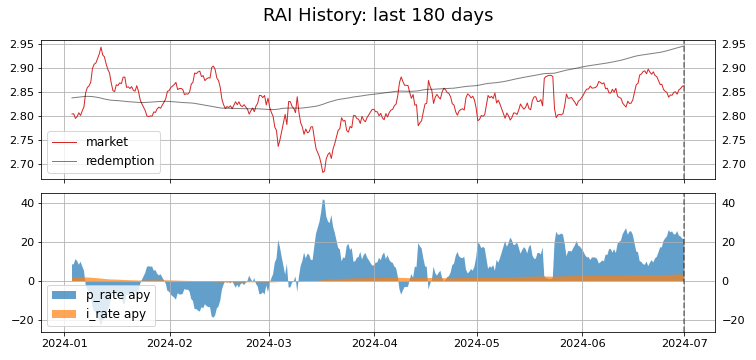 RAI History: last 180 days
2.95 2.95
2.90 2.90
2.85 2.85
2.80 2.80
2.75 2.75
2.70 2.70
market
redemption
40 40
20 20
0 0
−20 −20
p_rate apy
i_rate apy
2024-01 2024-02 2024-03 2024-04 2024-05 2024-06 2024-07